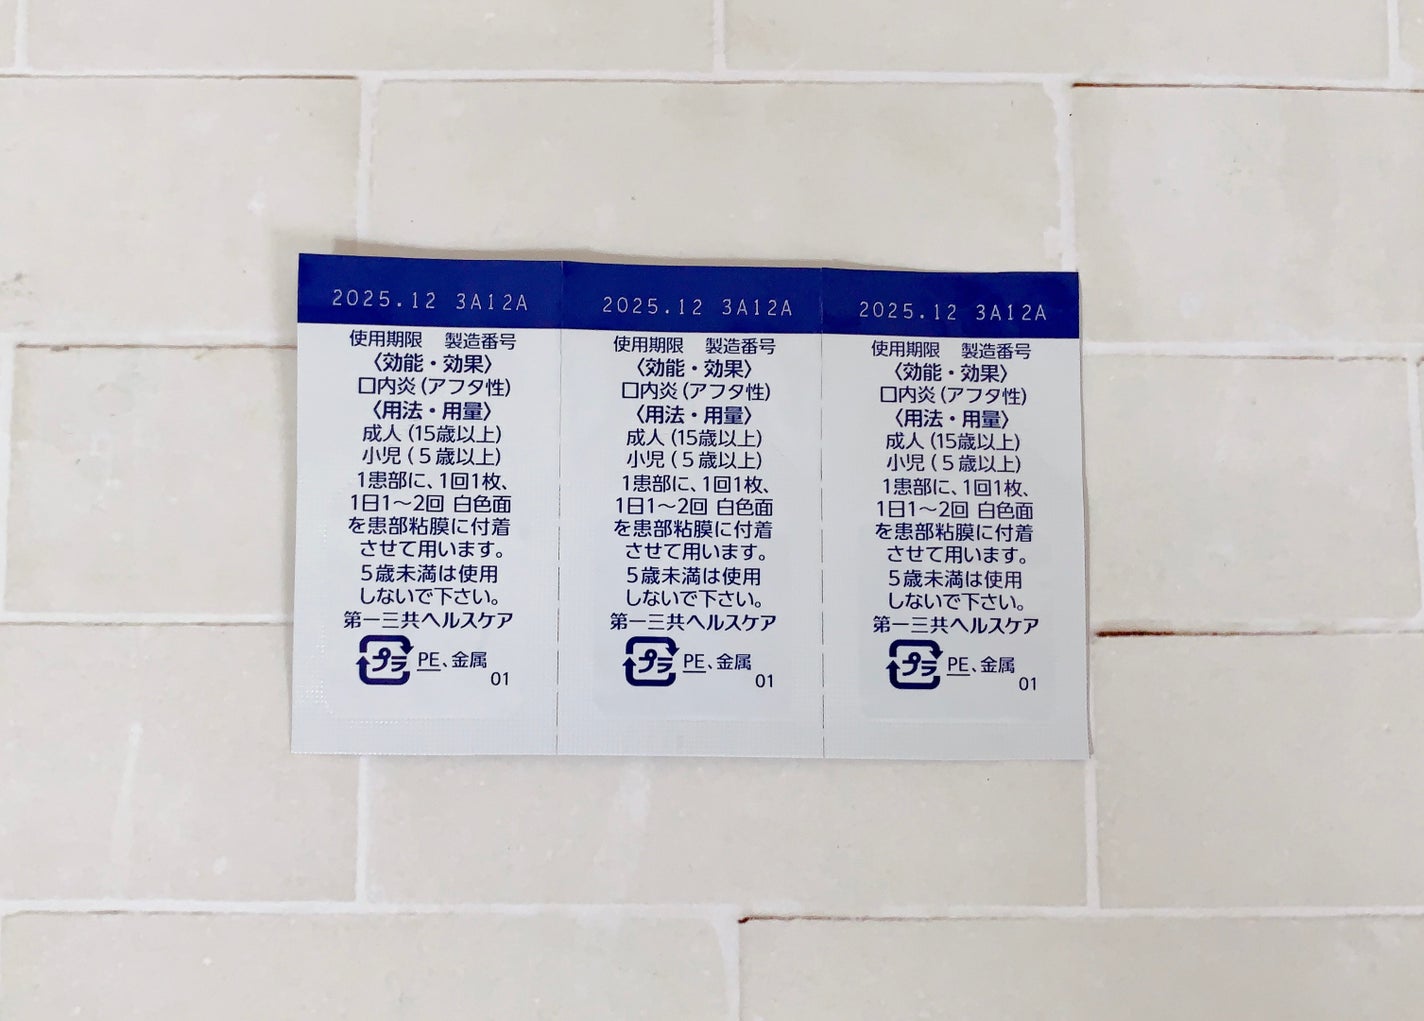 2025.12 3A12A
使用期限 製造番号
〈効能・効果〉
口内炎(アフタ性)
〈用法・用量〉
成人(15歳以上)
小児(5歳以上)
1患部に、1回1枚、
1日1～2回 白色面
を患部粘膜に付着
させて用います。
5歳未満は使用
しないで下さい。
第一三共ヘルスケア
プラ PE、金属
01
2025.12 3A12A
使用期限 製造番号
〈効能・効果〉
口内炎(アフタ性)
〈用法・用量〉
成人(15歳以上)
小児(5歳以上)
1患部に、1回1枚、
1日1～2回 白色面
を患部粘膜に付着
させて用います。
5歳未満は使用
しないで下さい。
第一三共ヘルスケア
プラ PE、金属
01
2025.12 3A12A
使用期限 製造番号
〈効能・効果〉
口内炎(アフタ性)
〈用法・用量〉
成人(15歳以上)
小児(5歳以上)
1患部に、1回1枚、
1日1～2回 白色面
を患部粘膜に付着
させて用います。
5歳未満は使用
しないで下さい。
第一三共ヘルスケア
プラ PE、金属
01